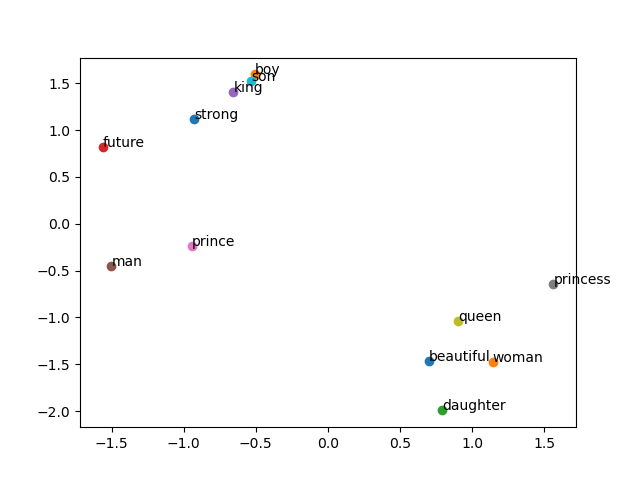 1.5
1.0
0.5
0.0
−0.5
−1.0
−1.5
−2.0
boy
son
king
strong
future
prince
man
princess
queen
beautiful
woman
daughter
−1.5
−1.0
−0.5
0.0
0.5
1.0
1.5